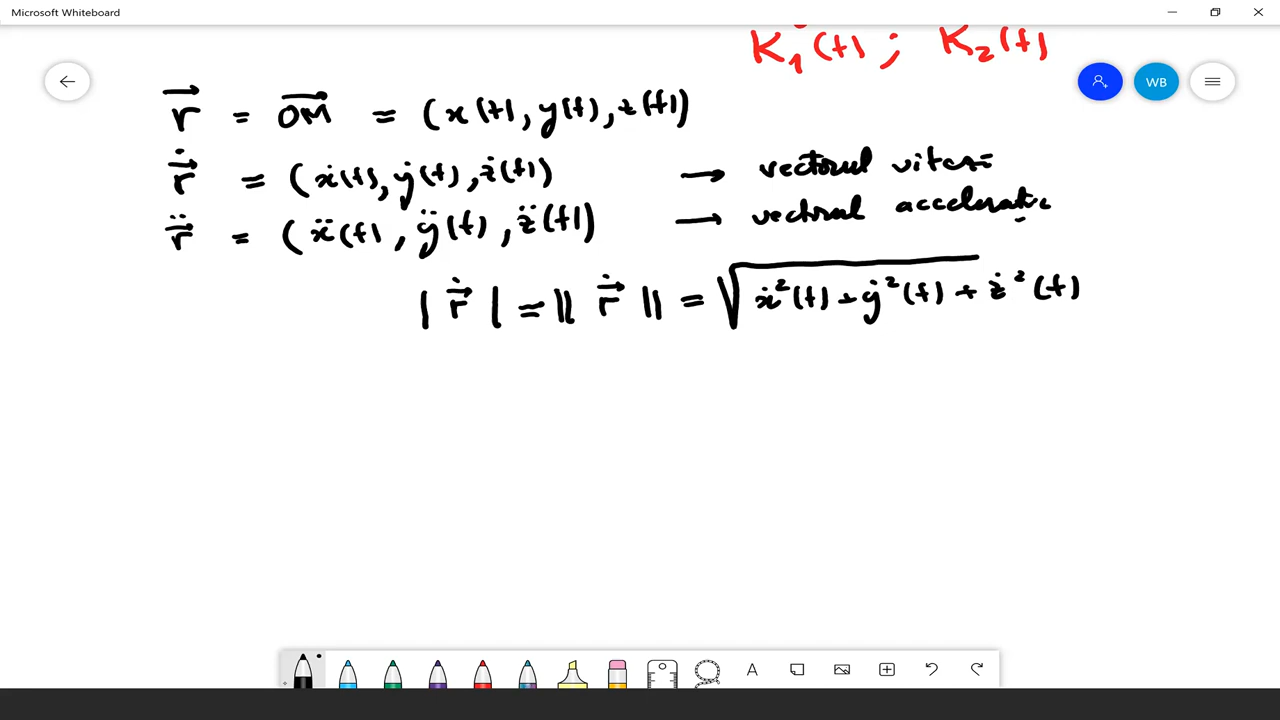 Microsoft Whiteboard
K₁(t) ; K₂(t)
WB
r⃗ = OM⃗ = (x(t), y(t), z(t))
ṙ⃗ = (ẋ(t), ẏ(t), ż(t)) → vectorul viteză
r̈⃗ = (ẍ(t), ÿ(t), z̈(t)) → vectorul accelerație
|ṙ⃗| = ||ṙ⃗|| = √ẋ²(t) + ẏ²(t) + ż²(t)
A